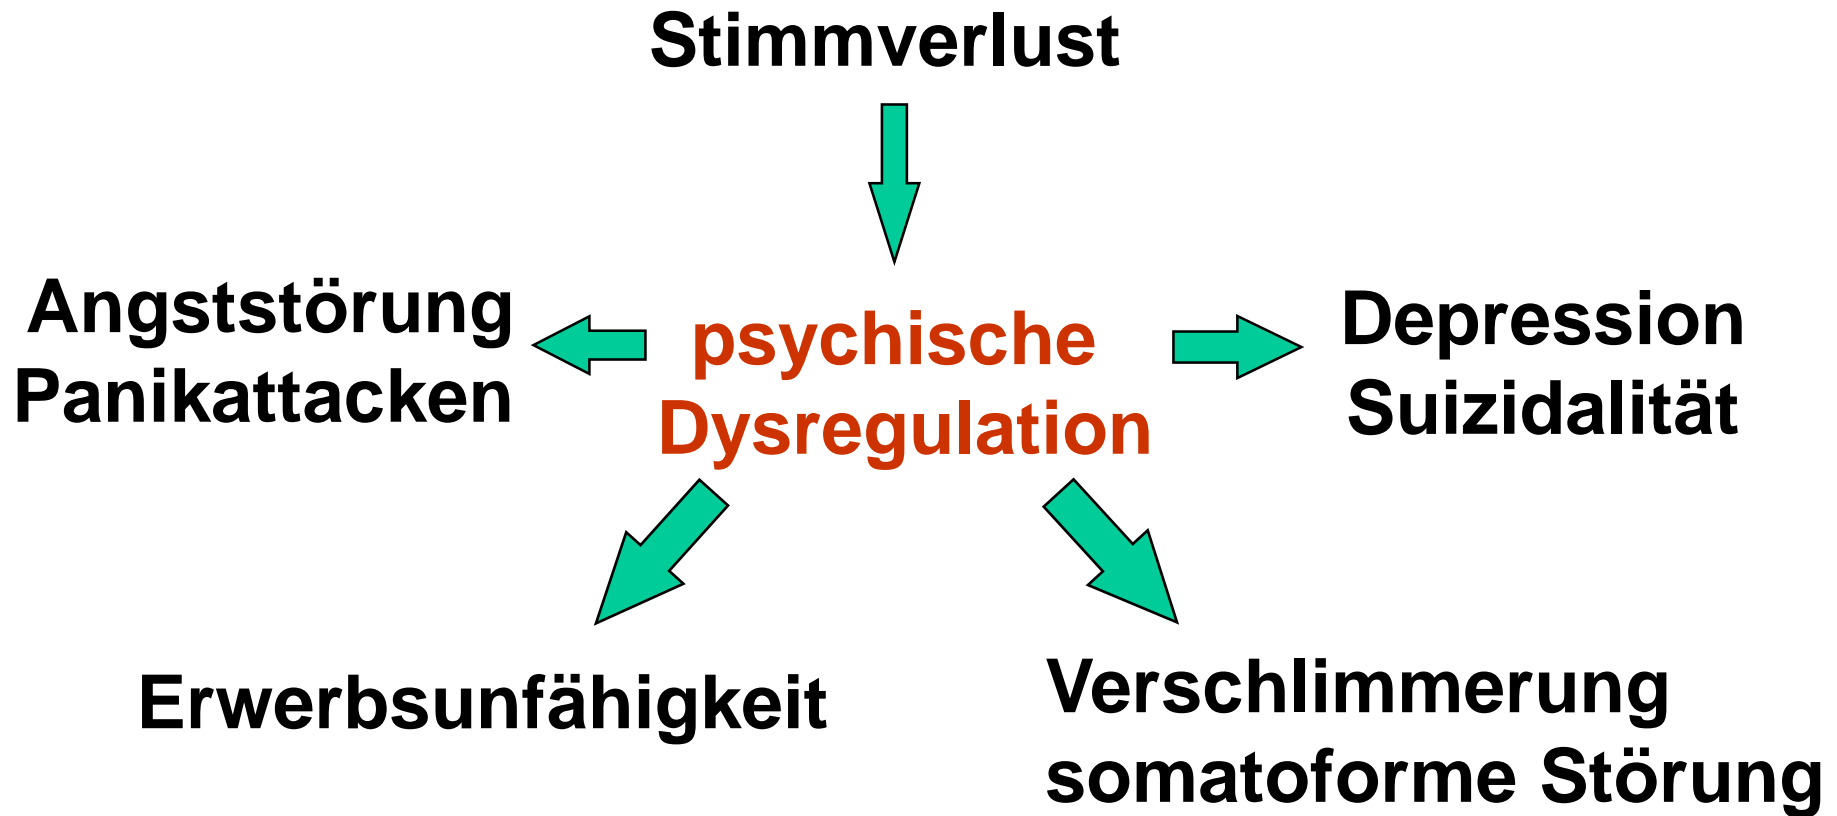 Stimmverlust
Angststörung
Panikattacken
psychische
Dysregulation
Depression
Suizidalität
Erwerbsunfähigkeit
Verschlimmerung
somatoforme Störung